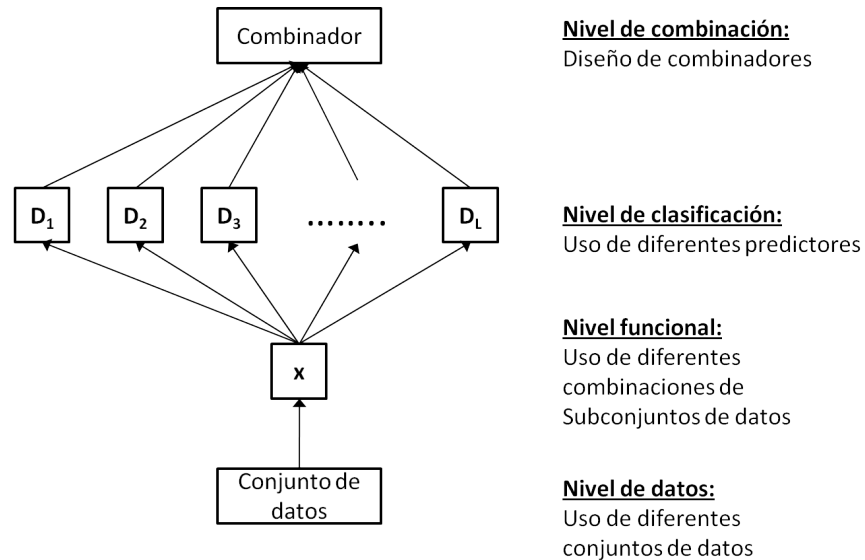 Combinador
Nivel de combinación:
Diseño de combinadores
D1
D2
D3
........
DL
Nivel de clasificación:
Uso de diferentes predictores
x
Nivel funcional:
Uso de diferentes
combinaciones de
Subconjuntos de datos
Conjunto de
datos
Nivel de datos:
Uso de diferentes
conjuntos de datos